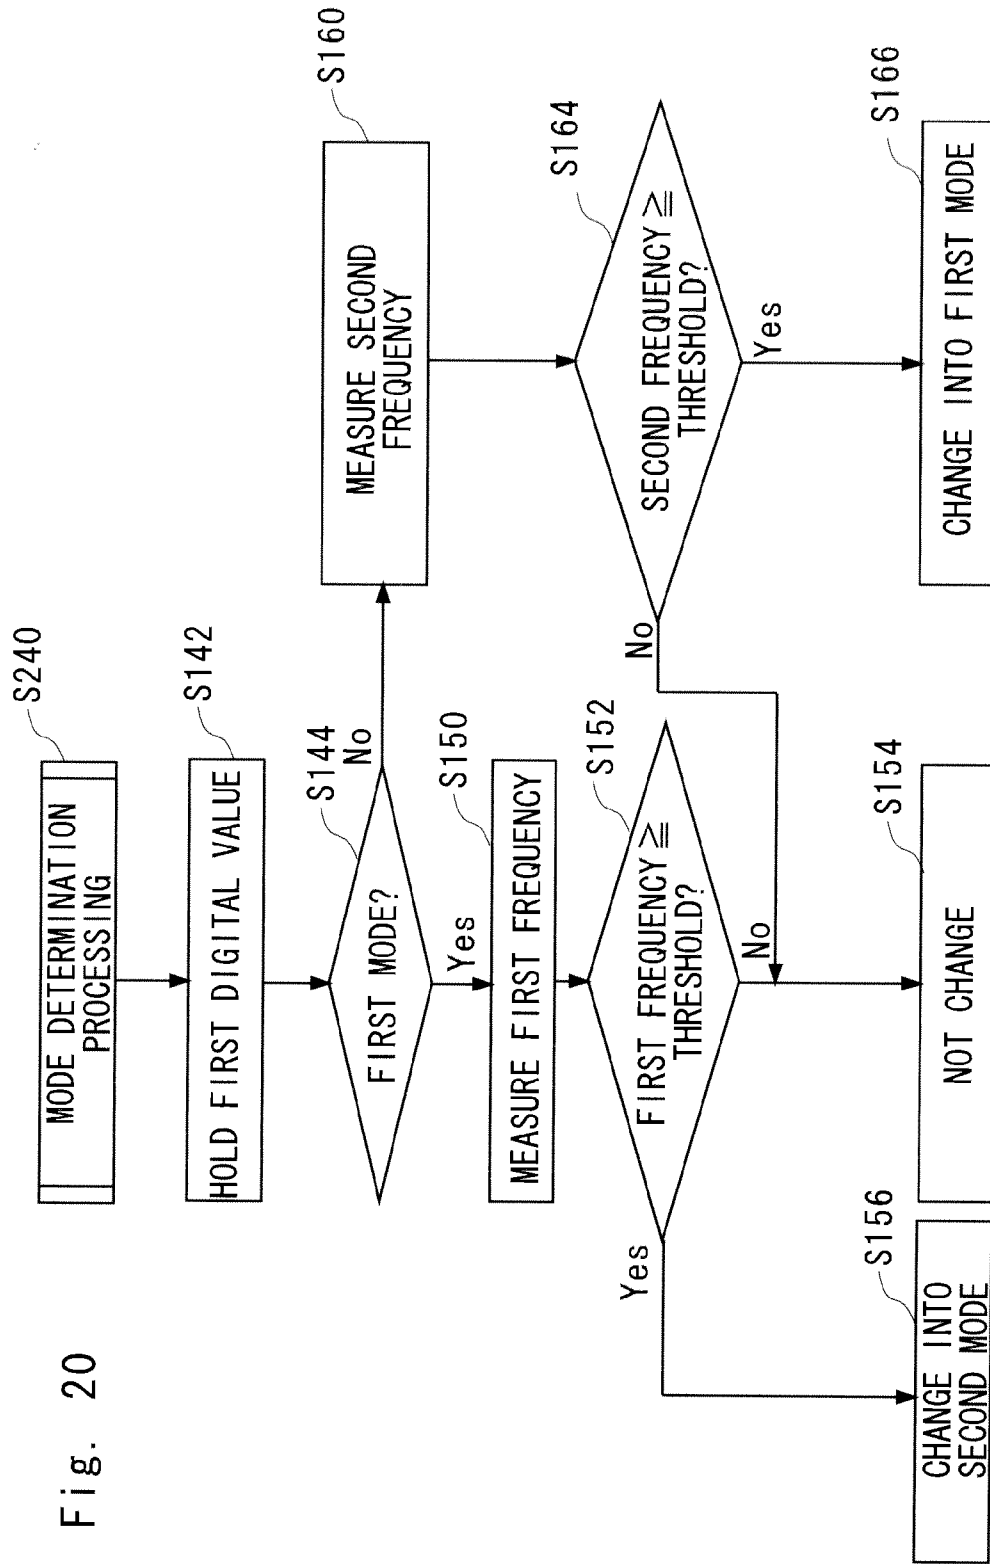 Fig. 20
MODE DETERMINATION
PROCESSING
S240
HOLD FIRST DIGITAL VALUE
S142
FIRST MODE?
S144
No
Yes
MEASURE SECOND
FREQUENCY
S160
MEASURE FIRST FREQUENCY
S150
FIRST FREQUENCY≧
THRESHOLD?
S152
Yes
No
SECOND FREQUENCY≧
THRESHOLD?
S164
No
Yes
CHANGE INTO
SECOND MODE
S156
NOT CHANGE
S154
CHANGE INTO FIRST MODE
S166